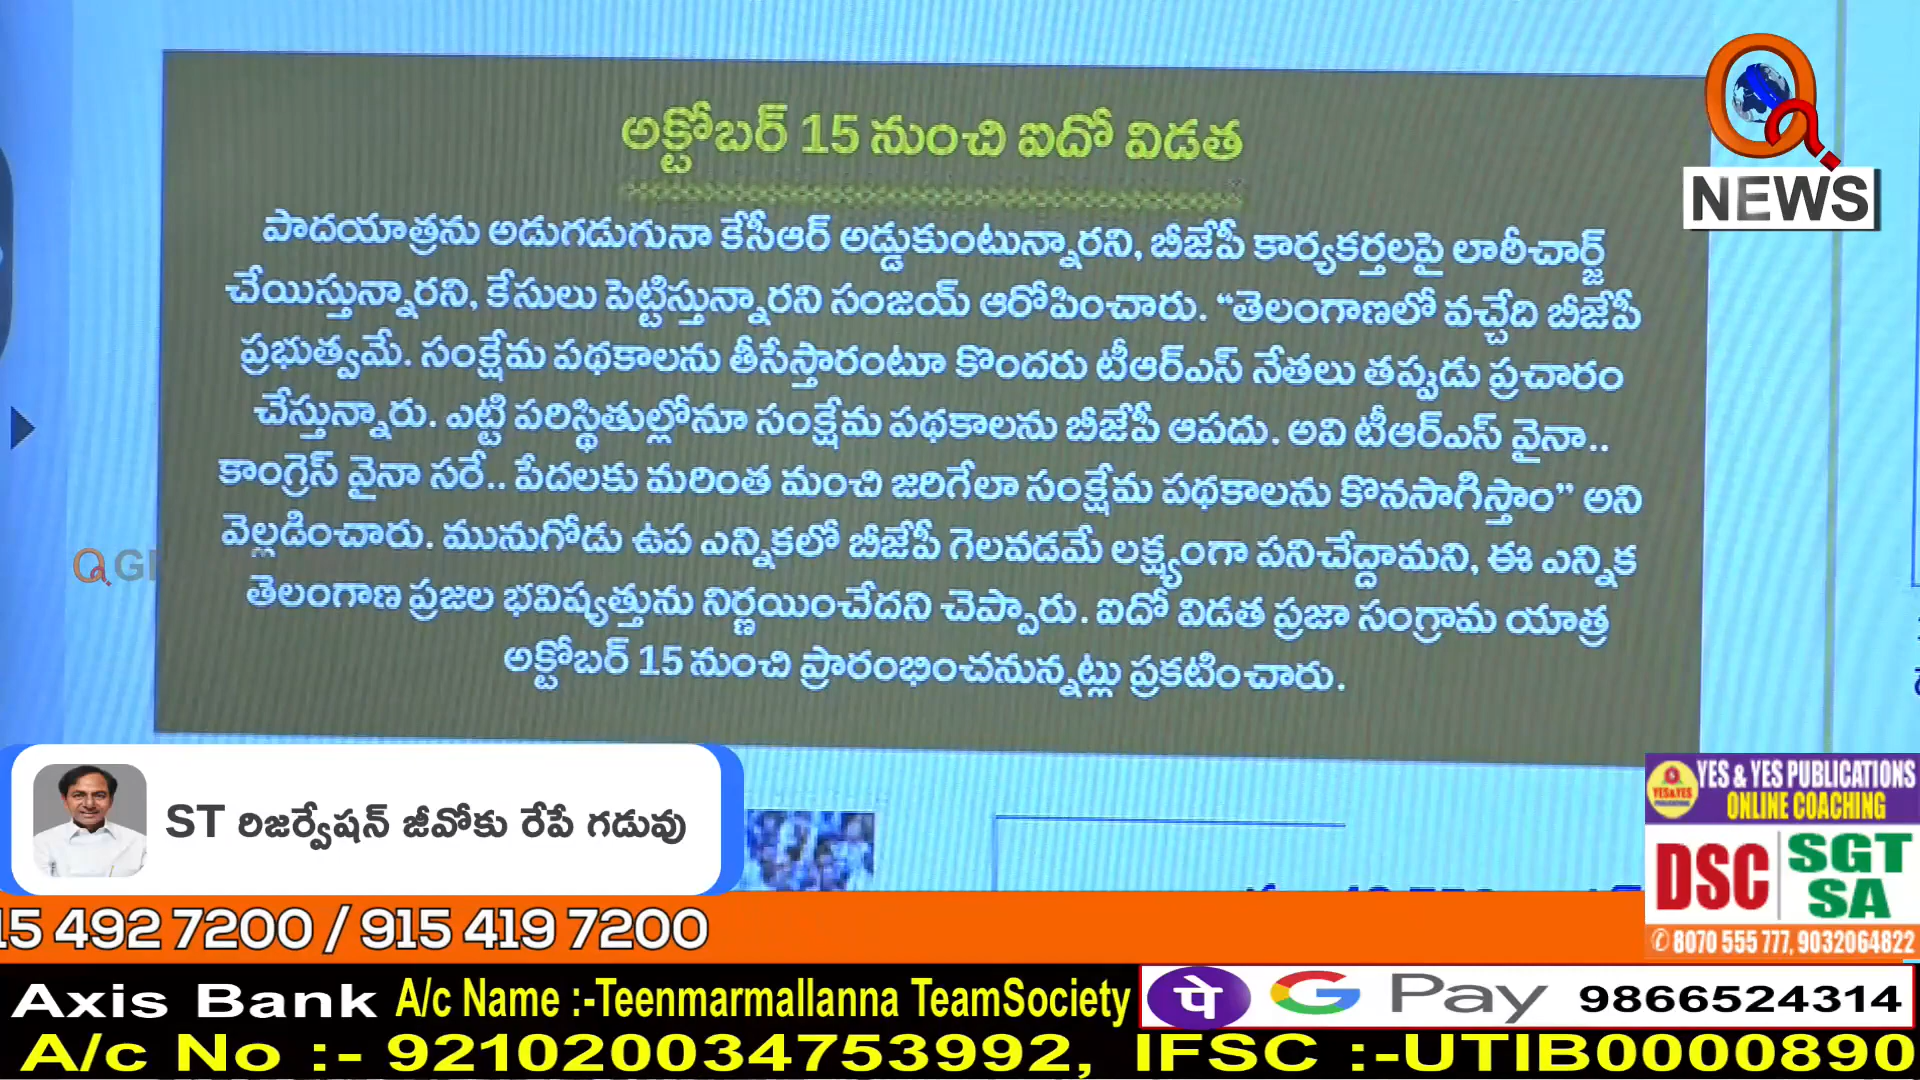 అక్టోబర్ 15 నుంచి ఐదో విడత
పాదయాత్రను అడుగడుగునా కేసీఆర్ అడ్డుకుంటున్నారని, బీజేపీ కార్యకర్తలపై లాఠీచార్జ్
చేయిస్తున్నారని, కేసులు పెట్టిస్తున్నారని సంజయ్ ఆరోపించారు. “తెలంగాణలో వచ్చేది బీజేపీ
ప్రభుత్వమే. సంక్షేమ పథకాలను తీసేస్తారంటూ కొందరు టీఆర్ఎస్ నేతలు తప్పుడు ప్రచారం
చేస్తున్నారు. ఎట్టి పరిస్థితుల్లోనూ సంక్షేమ పథకాలను బీజేపీ ఆపదు. అవి టీఆర్ఎస్ వైనా..
కాంగ్రెస్ వైనా సరే.. పేదలకు మరింత మంచి జరిగేలా సంక్షేమ పథకాలను కొనసాగిస్తాం” అని
వెల్లడించారు. మునుగోడు ఉప ఎన్నికలో బీజేపీ గెలవడమే లక్ష్యంగా పనిచేద్దామని, ఈ ఎన్నిక
తెలంగాణ ప్రజల భవిష్యత్తును నిర్ణయించేదని చెప్పారు. ఐదో విడత ప్రజా సంగ్రామ యాత్ర
అక్టోబర్ 15 నుంచి ప్రారంభించనున్నట్లు ప్రకటించారు.
Q
NEWS
ST రిజర్వేషన్ జీవోకు రేపే గడువు
15 492 7200 / 915 419 7200
YES & YES PUBLICATIONS
ONLINE COACHING
DSC SGT
SA
8070 555 777, 9032064822
Axis Bank A/c Name :-Teenmarmallanna TeamSociety
पे G Pay 9866524314
A/c No :- 921020034753992, IFSC :-UTIB0000890